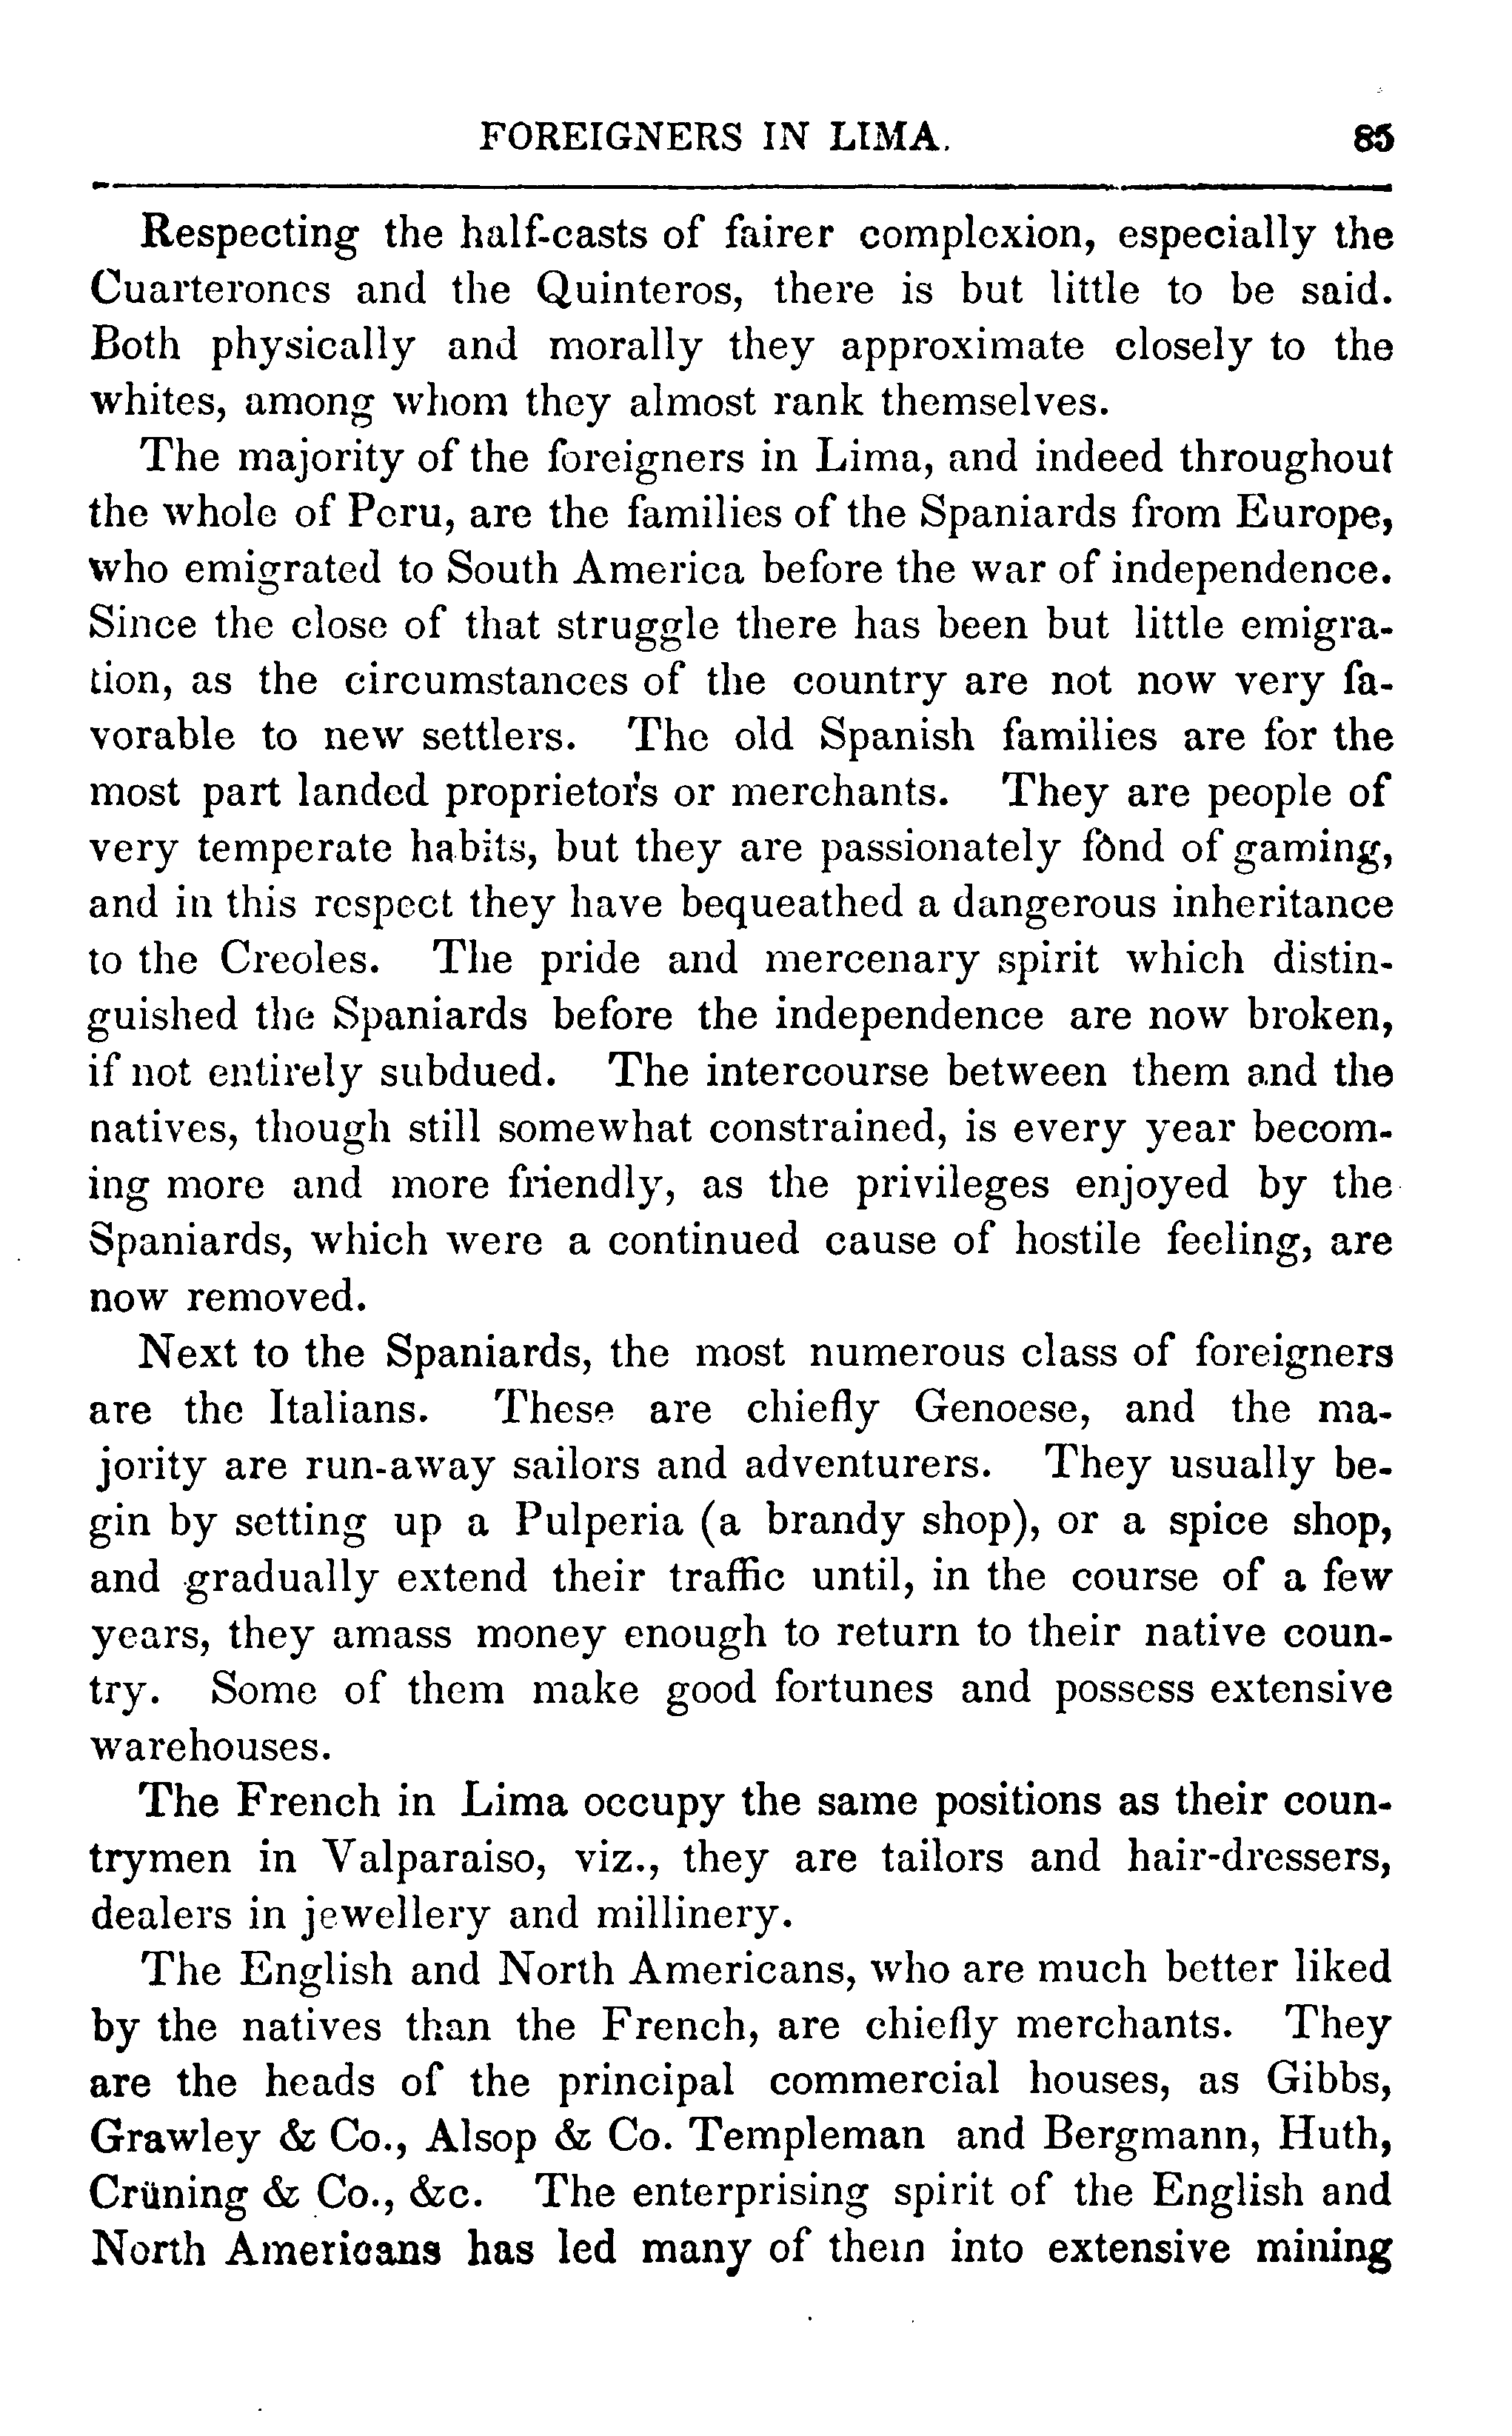 FOREIGNERS IN LIMA. 85
Respecting the half-casts of fairer complexion, especially the
Cuarterones and the Quinteros, there is but little to be said.
Both physically and morally they approximate closely to the
whites, among whom they almost rank themselves.
The majority of the foreigners in Lima, and indeed throughout
the whole of Peru, are the families of the Spaniards from Europe,
who emigrated to South America before the war of independence.
Since the close of that struggle there has been but little emigra-
tion, as the circumstances of the country are not now very fa-
vorable to new settlers. The old Spanish families are for the
most part landed proprietors or merchants. They are people of
very temperate habits, but they are passionately fond of gaming,
and in this respect they have bequeathed a dangerous inheritance
to the Creoles. The pride and mercenary spirit which distin-
guished the Spaniards before the independence are now broken,
if not entirely subdued. The intercourse between them and the
natives, though still somewhat constrained, is every year becom-
ing more and more friendly, as the privileges enjoyed by the
Spaniards, which were a continued cause of hostile feeling, are
now removed.
Next to the Spaniards, the most numerous class of foreigners
are the Italians. These are chiefly Genoese, and the ma-
jority are run-away sailors and adventurers. They usually be-
gin by setting up a Pulperia (a brandy shop), or a spice shop,
and gradually extend their traffic until, in the course of a few
years, they amass money enough to return to their native coun-
try. Some of them make good fortunes and possess extensive
warehouses.
The French in Lima occupy the same positions as their coun-
trymen in Valparaiso, viz., they are tailors and hair-dressers,
dealers in jewellery and millinery.
The English and North Americans, who are much better liked
by the natives than the French, are chiefly merchants. They
are the heads of the principal commercial houses, as Gibbs,
Grawley & Co., Alsop & Co. Templeman and Bergmann, Huth,
Crüning & Co., &c. The enterprising spirit of the English and
North Americans has led many of them into extensive mining